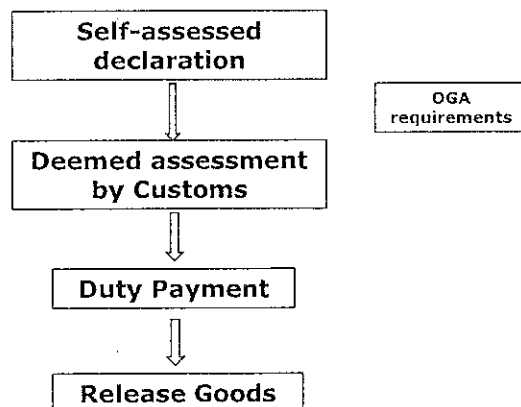 Self-assessed
declaration
OGA
requirements
Deemed assessment
by Customs
Duty Payment
Release Goods